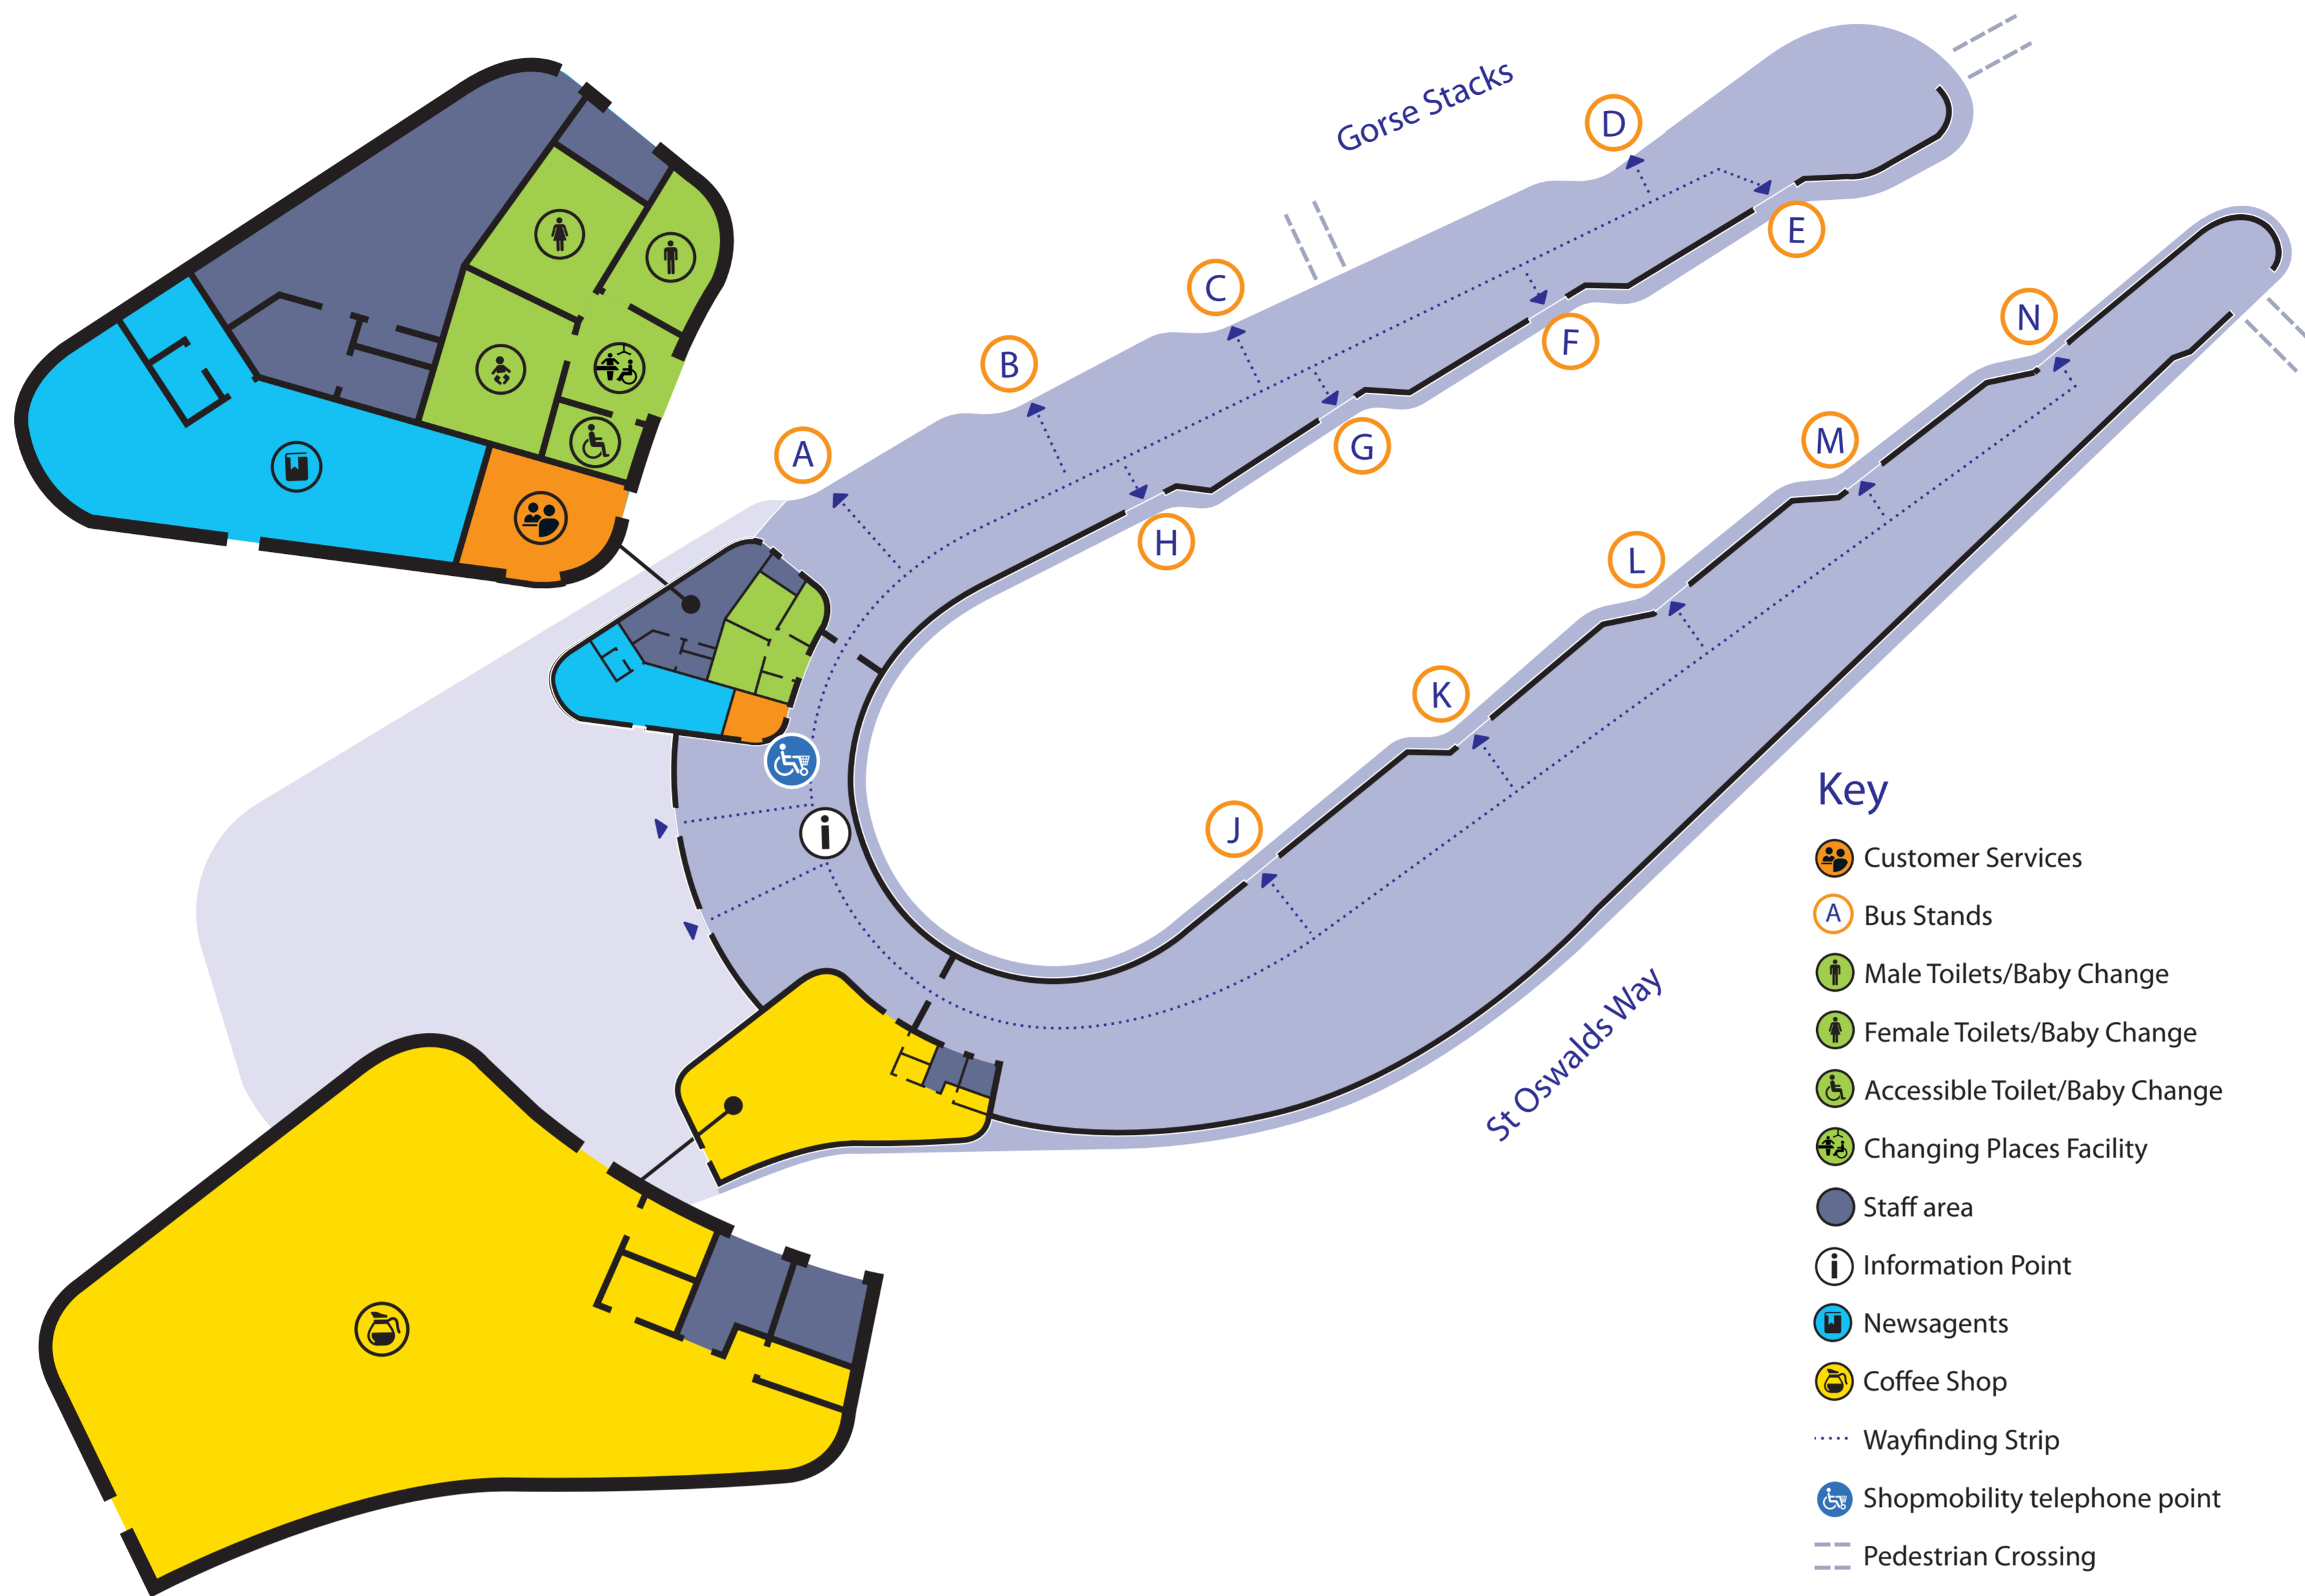 Gorse Stacks
D
E
C
N
B
F
M
A
G
L
H
K
J
i
St Oswalds Way
Key
Customer Services
A Bus Stands
Male Toilets/Baby Change
Female Toilets/Baby Change
Accessible Toilet/Baby Change
Changing Places Facility
Staff area
i Information Point
Newsagents
Coffee Shop
Wayfinding Strip
Shopmobility telephone point
Pedestrian Crossing